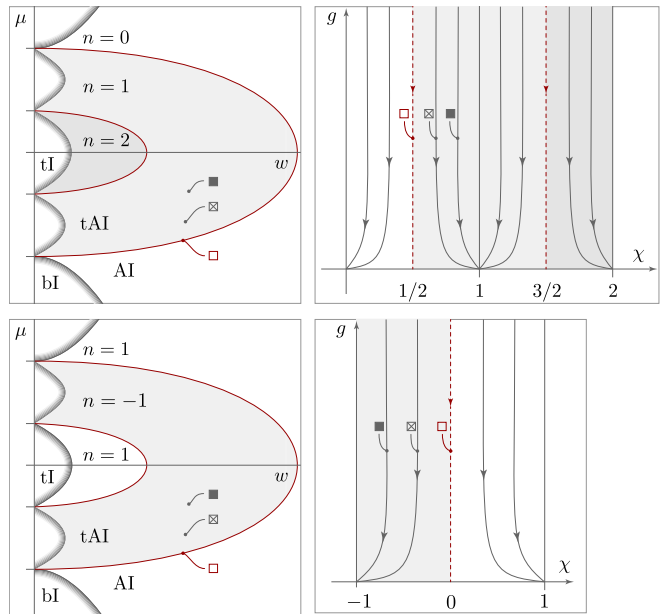 μ
n = 0
n = 1
n = 2
tI
w
tAI
AI
bI
g
χ
1/2
1
3/2
2
μ
n = 1
n = −1
n = 1
tI
w
tAI
AI
bI
g
χ
−1
0
1